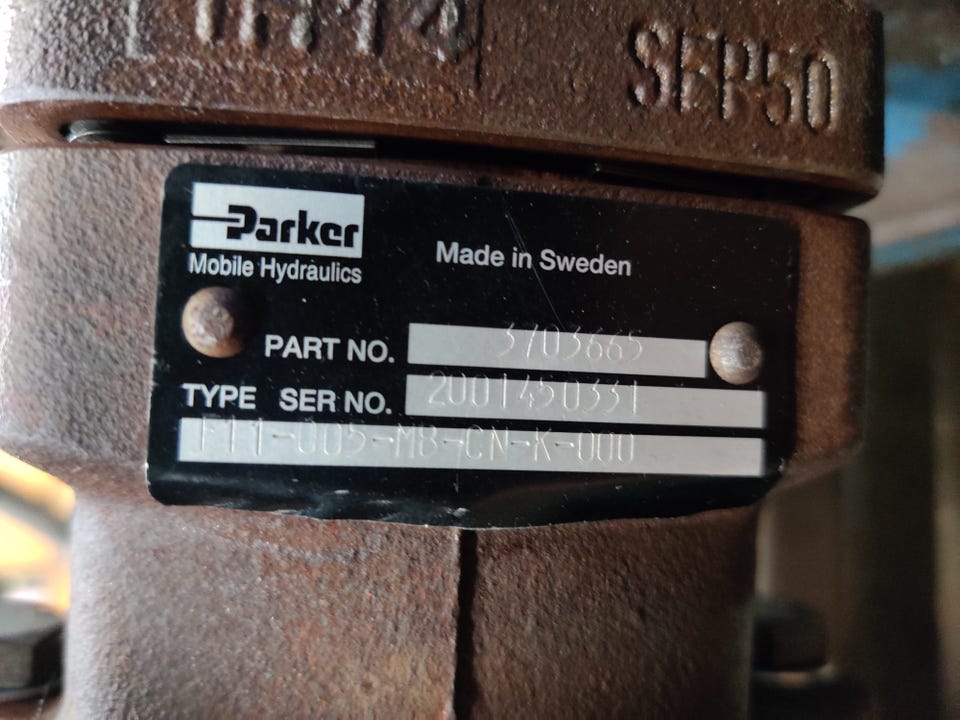 SEP50
Parker
Mobile Hydraulics
Made in Sweden
PART NO. 3703665
TYPE SER NO. 2001450331
F11-005-MB-CN-K-000